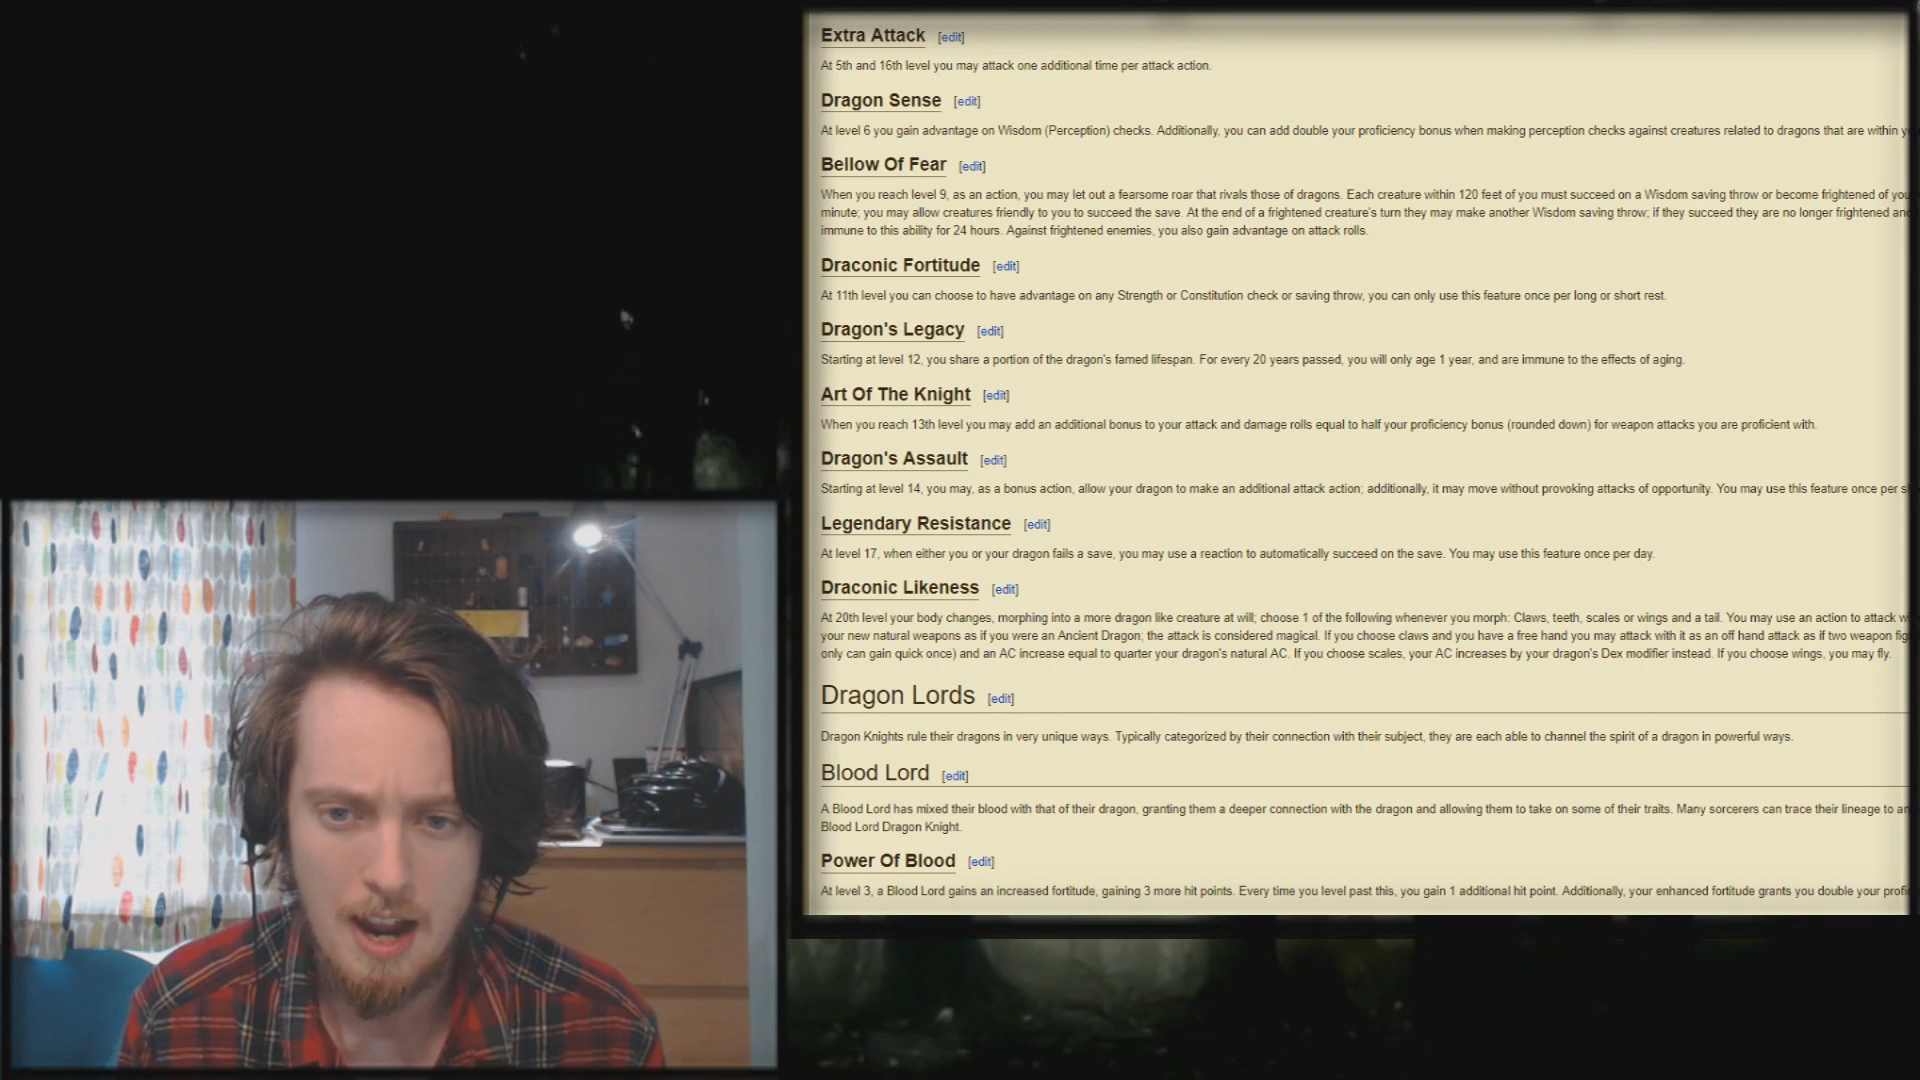 Extra Attack [edit]
At 5th and 16th level you may attack one additional time per attack action.
Dragon Sense [edit]
At level 6 you gain advantage on Wisdom (Perception) checks. Additionally, you can add double your proficiency bonus when making perception checks against creatures related to dragons that are within
Bellow Of Fear [edit]
When you reach level 9, as an action, you may let out a fearsome roar that rivals those of dragons. Each creature within 120 feet of you must succeed on a Wisdom saving throw or become frightened of
minute; you may allow creatures friendly to you to succeed the save. At the end of a frightened creature's turn they may make another Wisdom saving throw; if they succeed they are no longer frightened
immune to this ability for 24 hours. Against frightened enemies, you also gain advantage on attack rolls.
Draconic Fortitude [edit]
At 11th level you can choose to have advantage on any Strength or Constitution check or saving throw, you can only use this feature once per long or short rest.
Dragon's Legacy [edit]
Starting at level 12, you share a portion of the dragon's famed lifespan. For every 20 years passed, you will only age 1 year, and are immune to the effects of aging.
Art Of The Knight [edit]
When you reach 13th level you may add an additional bonus to your attack and damage rolls equal to half your proficiency bonus (rounded down) for weapon attacks you are proficient with.
Dragon's Assault [edit]
Starting at level 14, you may, as a bonus action, allow your dragon to make an additional attack action; additionally, it may move without provoking attacks of opportunity. You may use this feature once per
Legendary Resistance [edit]
At level 17, when either you or your dragon fails a save, you may use a reaction to automatically succeed on the save. You may use this feature once per day.
Draconic Likeness [edit]
At 20th level your body changes, morphing into a more dragon like creature at will; choose 1 of the following whenever you morph: Claws, teeth, scales or wings and a tail. You may use an action to attack
your new natural weapons as if you were an Ancient Dragon; the attack is considered magical. If you choose claws and you have a free hand you may attack with it as an off hand attack as if two weapon
only can gain quick once) and an AC increase equal to quarter your dragon's natural AC. If you choose scales, your AC increases by your dragon's Dex modifier instead. If you choose wings, you may fly.
Dragon Lords [edit]
Dragon Knights rule their dragons in very unique ways. Typically categorized by their connection with their subject, they are each able to channel the spirit of a dragon in powerful ways.
Blood Lord [edit]
A Blood Lord has mixed their blood with that of their dragon, granting them a deeper connection with the dragon and allowing them to take on some of their traits. Many sorcerers can trace their lineage to
Blood Lord Dragon Knight.
Power Of Blood [edit]
At level 3, a Blood Lord gains an increased fortitude, gaining 3 more hit points. Every time you level past this, you gain 1 additional hit point. Additionally, your enhanced fortitude grants you double your